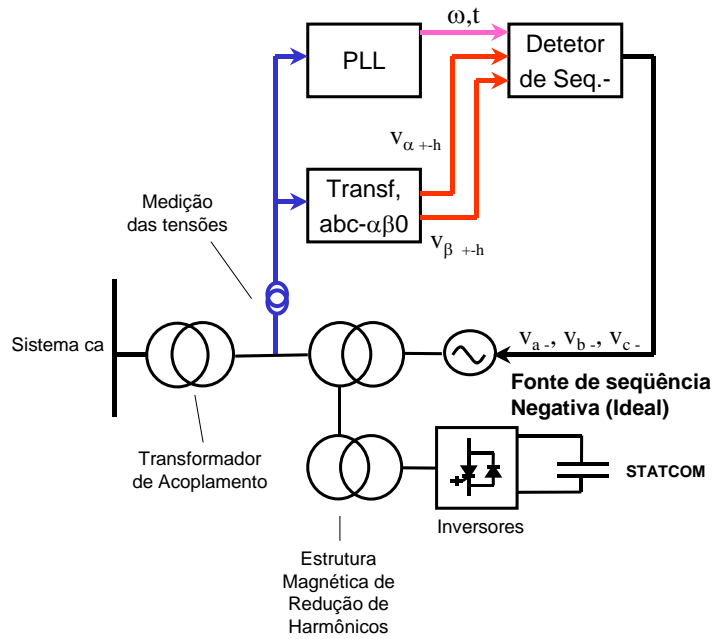 ω,t
PLL
Detetor
de Seq.-
vα +-h
Transf,
abc-αβ0
vβ +-h
Medição
das tensões
Sistema ca
va -, vb -, vc -
Fonte de seqüência
Negativa (Ideal)
Transformador
de Acoplamento
STATCOM
Inversores
Estrutura
Magnética de
Redução de
Harmônicos